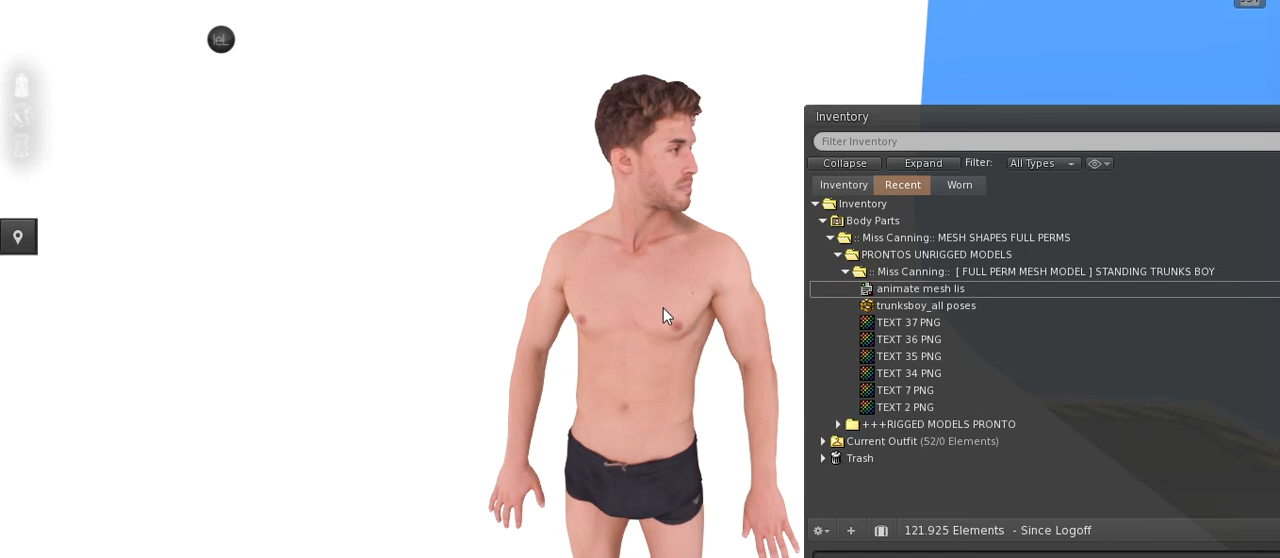 leL
Inventory
Filter Inventory
Collapse Expand Filter: All Types
Inventory Recent Worn
Inventory
Body Parts
:: Miss Canning:: MESH SHAPES FULL PERMS
PRONTOS UNRIGGED MODELS
:: Miss Canning:: [ FULL PERM MESH MODEL ] STANDING TRUNKS BOY
animate mesh lis
trunksboy_all poses
TEXT 37 PNG
TEXT 36 PNG
TEXT 35 PNG
TEXT 34 PNG
TEXT 7 PNG
TEXT 2 PNG
+++RIGGED MODELS PRONTO
Current Outfit (52/0 Elements)
Trash
121.925 Elements - Since Logoff